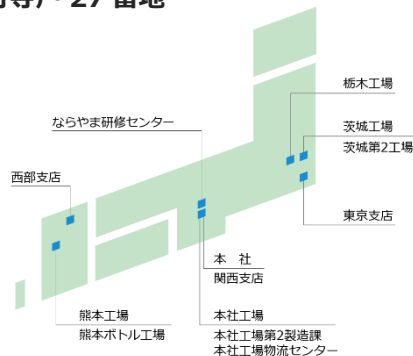 ・27番地
栃木工場
茨城工場
茨城第2工場
ならやま研修センター
西部支店
東京支店
本　社
関西支店
熊本工場
熊本ボトル工場
本社工場
本社工場第2製造課
本社工場物流センター